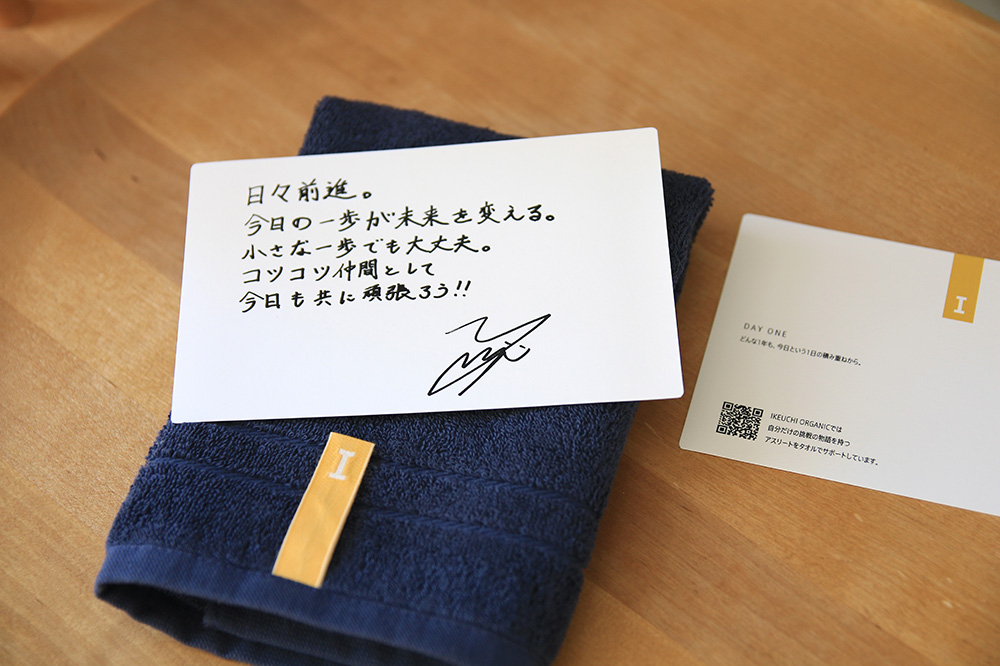 日々前進。
今日の一歩が未来を変える。
小さな一歩でも大丈夫。
コツコツ仲間として
今日も共に頑張ろう!!
I
I
DAY ONE
どんな1年も、今日という1日の積み重ねから。
IKEUCHI ORGANICでは
自分だけの挑戦の物語を持つ
アスリートをタオルでサポートしています。